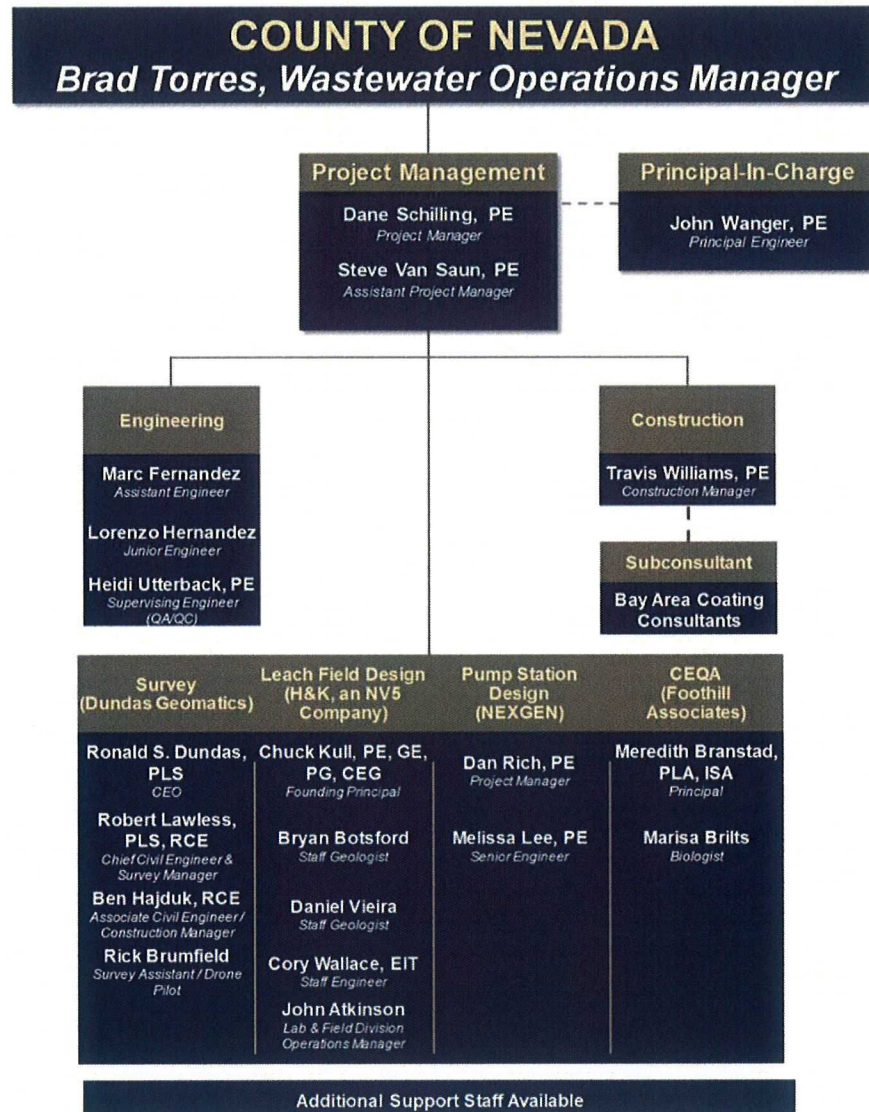 COUNTY OF NEVADA
Brad Torres, Wastewater Operations Manager
Project Management
Dane Schilling, PE
Project Manager
Steve Van Saun, PE
Assistant Project Manager
Principal-In-Charge
John Wanger, PE
Principal Engineer
Engineering
Marc Fernandez
Assistant Engineer
Lorenzo Hernandez
Junior Engineer
Heidi Utterback, PE
Supervising Engineer
(QA/QC)
Construction
Travis Williams, PE
Construction Manager
Subconsultant
Bay Area Coating
Consultants
Survey
(Dundas Geomatics)
Ronald S. Dundas,
PLS
CEO
Robert Lawless,
PLS, RCE
Chief Civil Engineer &
Survey Manager
Ben Hajduk, RCE
Associate Civil Engineer /
Construction Manager
Rick Brumfield
Survey Assistant / Drone
Pilot
Leach Field Design
(H&K, an NV5
Company)
Chuck Kull, PE, GE,
PG, CEG
Founding Principal
Bryan Botsford
Staff Geologist
Daniel Vieira
Staff Geologist
Cory Wallace, EIT
Staff Engineer
John Atkinson
Lab & Field Division
Operations Manager
Pump Station
Design
(NEXGEN)
Dan Rich, PE
Project Manager
Melissa Lee, PE
Senior Engineer
CEQA
(Foothill
Associates)
Meredith Branstad,
PLA, ISA
Principal
Marisa Brilts
Biologist
Additional Support Staff Available